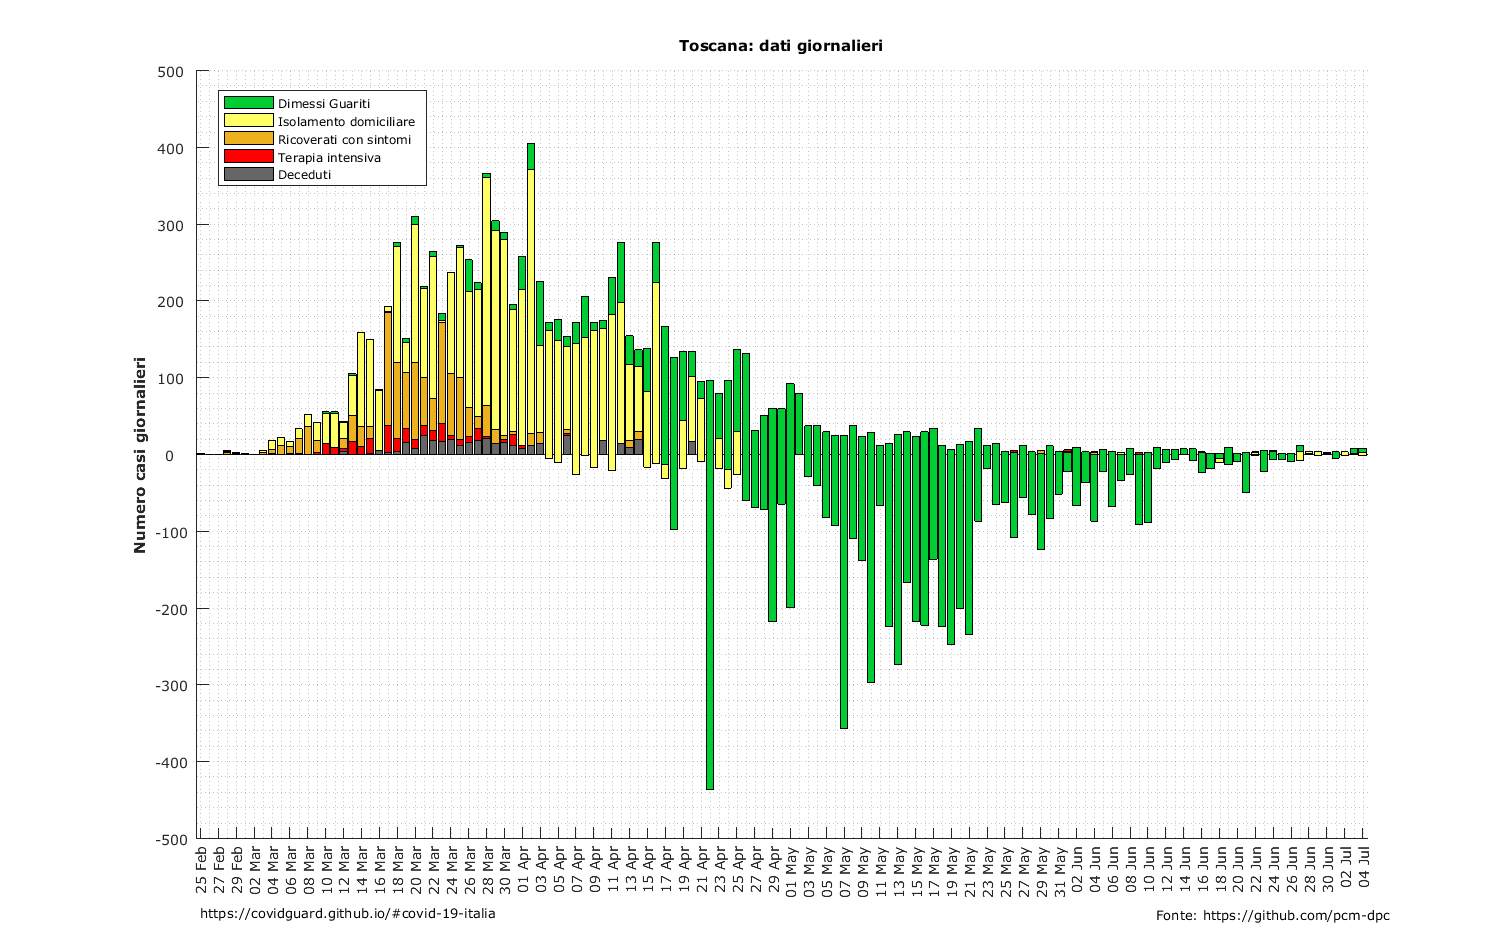 Toscana: dati giornalieri
500
400
300
200
100
0
-100
-200
-300
-400
-500
Numero casi giornalieri
Dimessi Guariti
Isolamento domiciliare
Ricoverati con sintomi
Terapia intensiva
Deceduti
25 Feb
27 Feb
29 Feb
02 Mar
04 Mar
06 Mar
08 Mar
10 Mar
12 Mar
14 Mar
16 Mar
18 Mar
20 Mar
22 Mar
24 Mar
26 Mar
28 Mar
30 Mar
01 Apr
03 Apr
05 Apr
07 Apr
09 Apr
11 Apr
13 Apr
15 Apr
17 Apr
19 Apr
21 Apr
23 Apr
25 Apr
27 Apr
29 Apr
01 May
03 May
05 May
07 May
09 May
11 May
13 May
15 May
17 May
19 May
21 May
23 May
25 May
27 May
29 May
31 May
02 Jun
04 Jun
06 Jun
08 Jun
10 Jun
12 Jun
14 Jun
16 Jun
18 Jun
20 Jun
22 Jun
24 Jun
26 Jun
28 Jun
30 Jun
02 Jul
04 Jul
https://covidguard.github.io/#covid-19-italia
Fonte: https://github.com/pcm-dpc